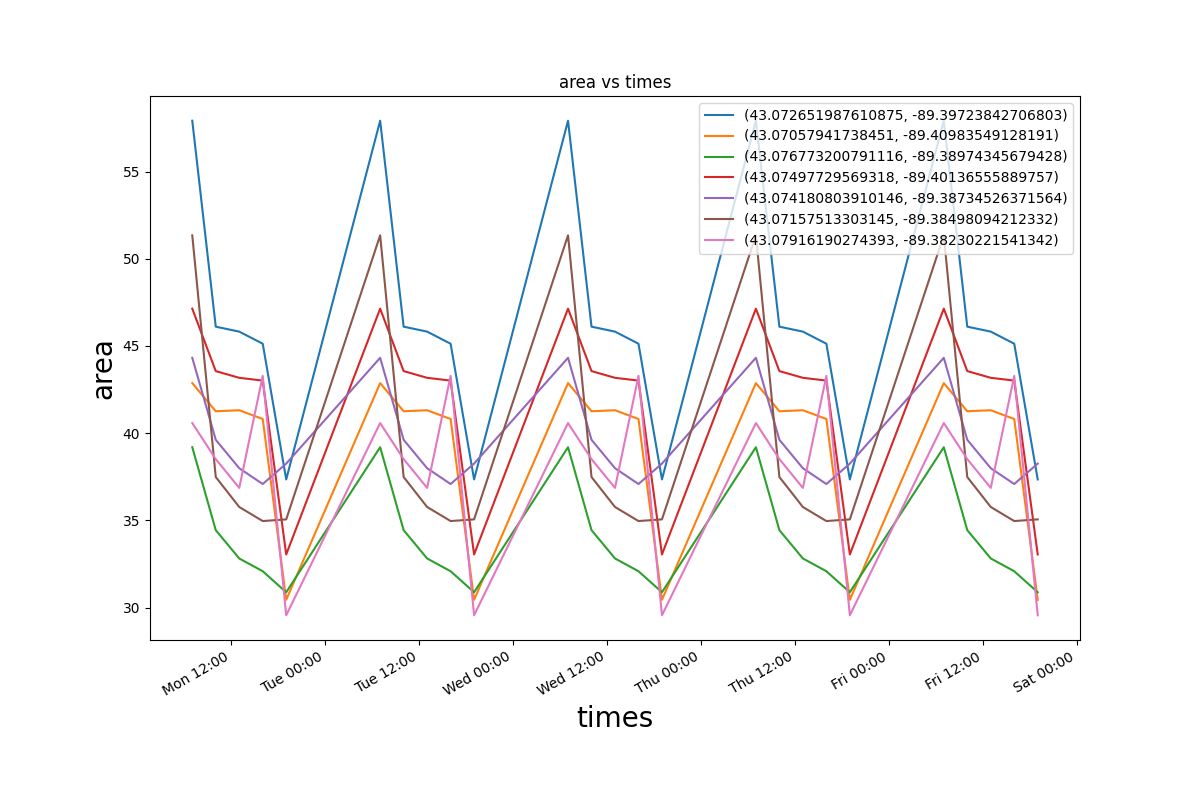 area vs times
(43.072651987610875, -89.39723842706803)
(43.07057941738451, -89.40983549128191)
(43.076773200791116, -89.38974345679428)
(43.07497729569318, -89.40136555889757)
(43.074180803910146, -89.38734526371564)
(43.07157513303145, -89.38498094212332)
(43.07916190274393, -89.38230221541342)
55
50
45
40
35
30
area
Mon 12:00
Tue 00:00
Tue 12:00
Wed 00:00
Wed 12:00
Thu 00:00
Thu 12:00
Fri 00:00
Fri 12:00
Sat 00:00
times